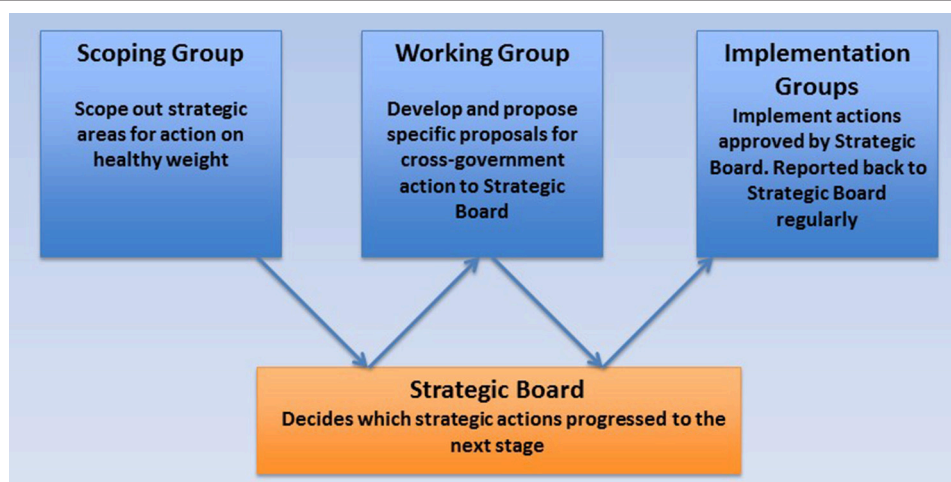 Scoping Group
Scope out strategic
areas for action on
healthy weight
Working Group
Develop and propose
specific proposals for
cross-government
action to Strategic
Board
Implementation
Groups
Implement actions
approved by Strategic
Board. Reported back to
Strategic Board
regularly
Strategic Board
Decides which strategic actions progressed to the
next stage